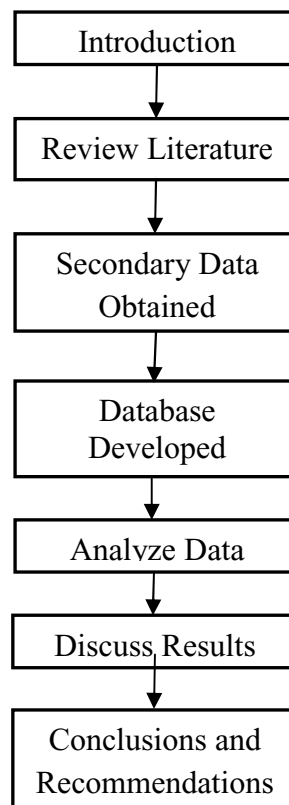 Introduction
Review Literature
Secondary Data
Obtained
Database
Developed
Analyze Data
Discuss Results
Conclusions and
Recommendations